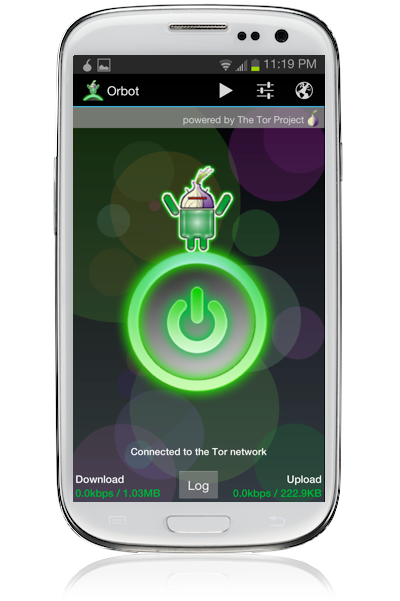 11:19 PM
Orbot
powered by The Tor Project
Connected to the Tor network
Download
0.0kbps / 1.03MB
Log
Upload
0.0kbps / 222.9KB